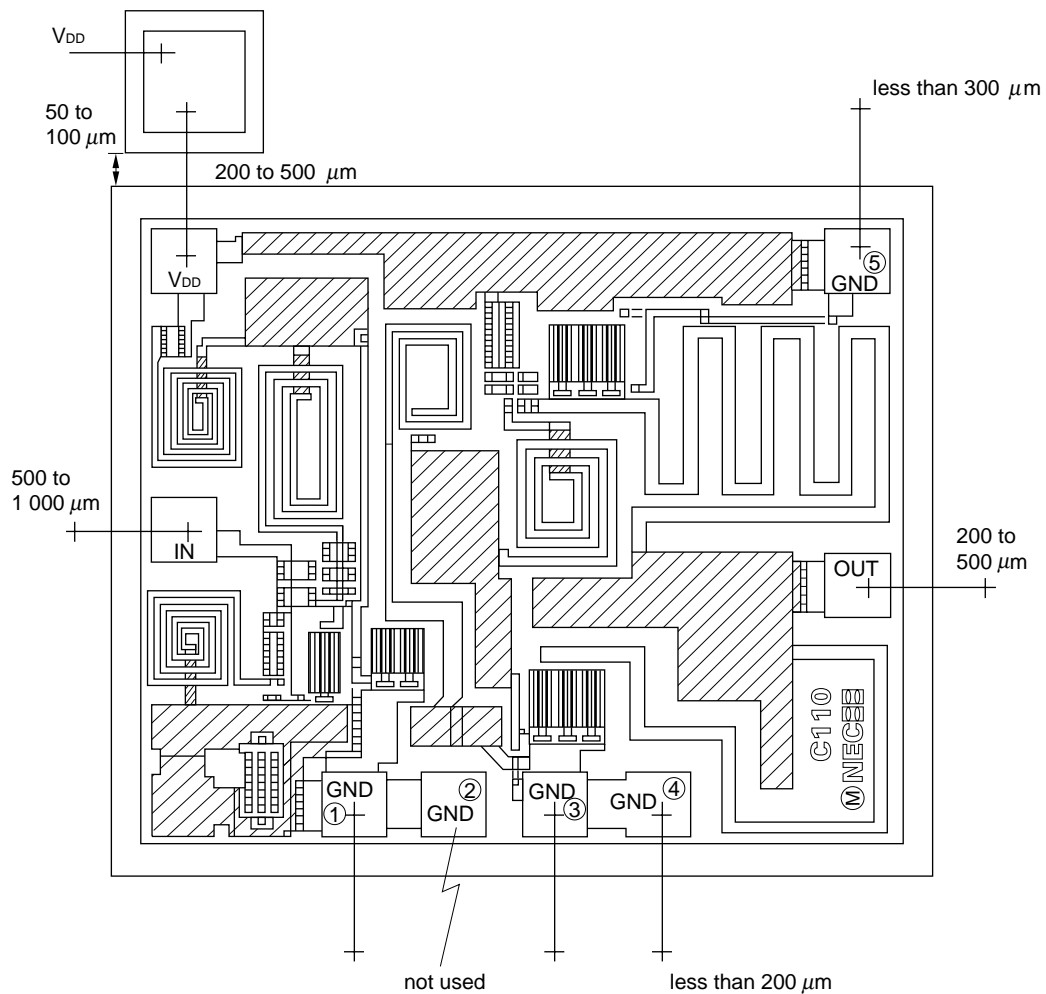 VDD
50 to
100 μm
200 to 500 μm
less than 300 μm
VDD
⑤
GND
500 to
1 000 μm
IN
OUT
200 to
500 μm
C110
Ⓜ NEC
GND
①
②
GND
GND
③
④
GND
not used
less than 200 μm